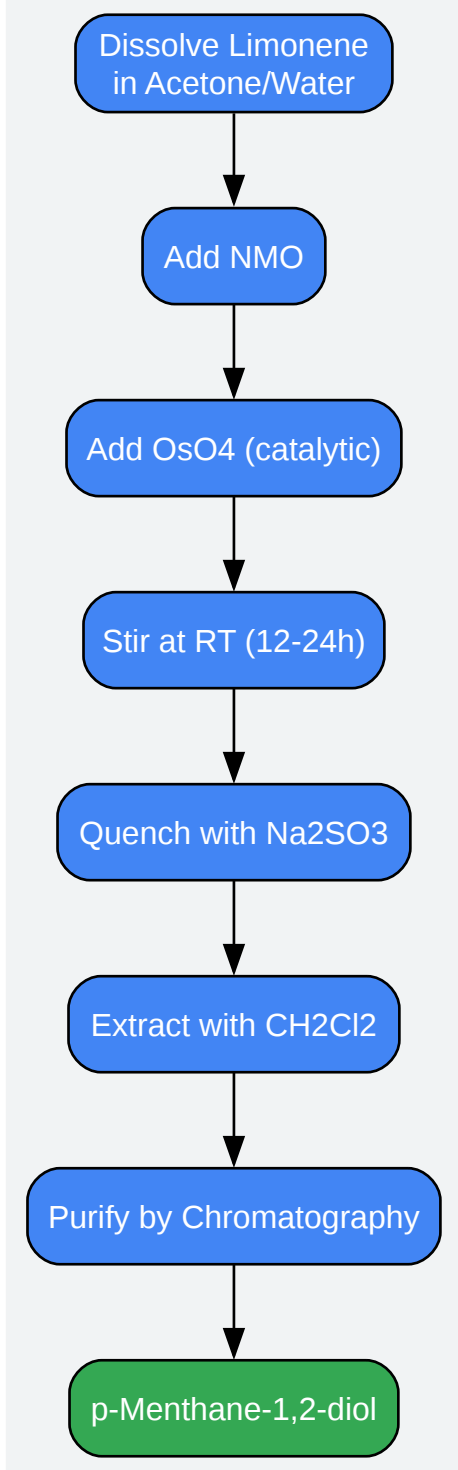 Dissolve Limonene
in Acetone/Water
Add NMO
Add OsO4 (catalytic)
Stir at RT (12-24h)
Quench with Na2SO3
Extract with CH2Cl2
Purify by Chromatography
p-Menthane-1,2-diol